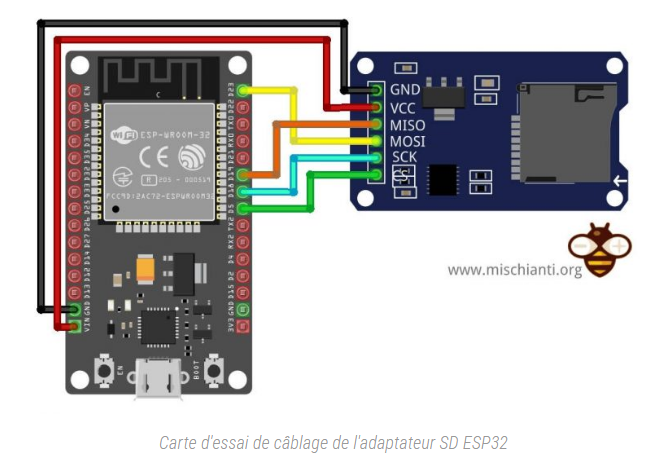 EN
VP
VN
D34
D35
D32
D33
D25
D26
D27
D14
D12
D13
GND
VIN
D23
D22
TX0
RX0
D21
D19
D18
D5
TX2
RX2
D4
D2
D15
GND
3V3
WiFi
ESP-WROOM-32
CE
R
205 - 000519
FCCID:2AC72-ESPWROOM32
EN
BOOT
GND
VCC
MISO
MOSI
SCK
CS
www.mischianti.org
Carte d'essai de câblage de l'adaptateur SD ESP32